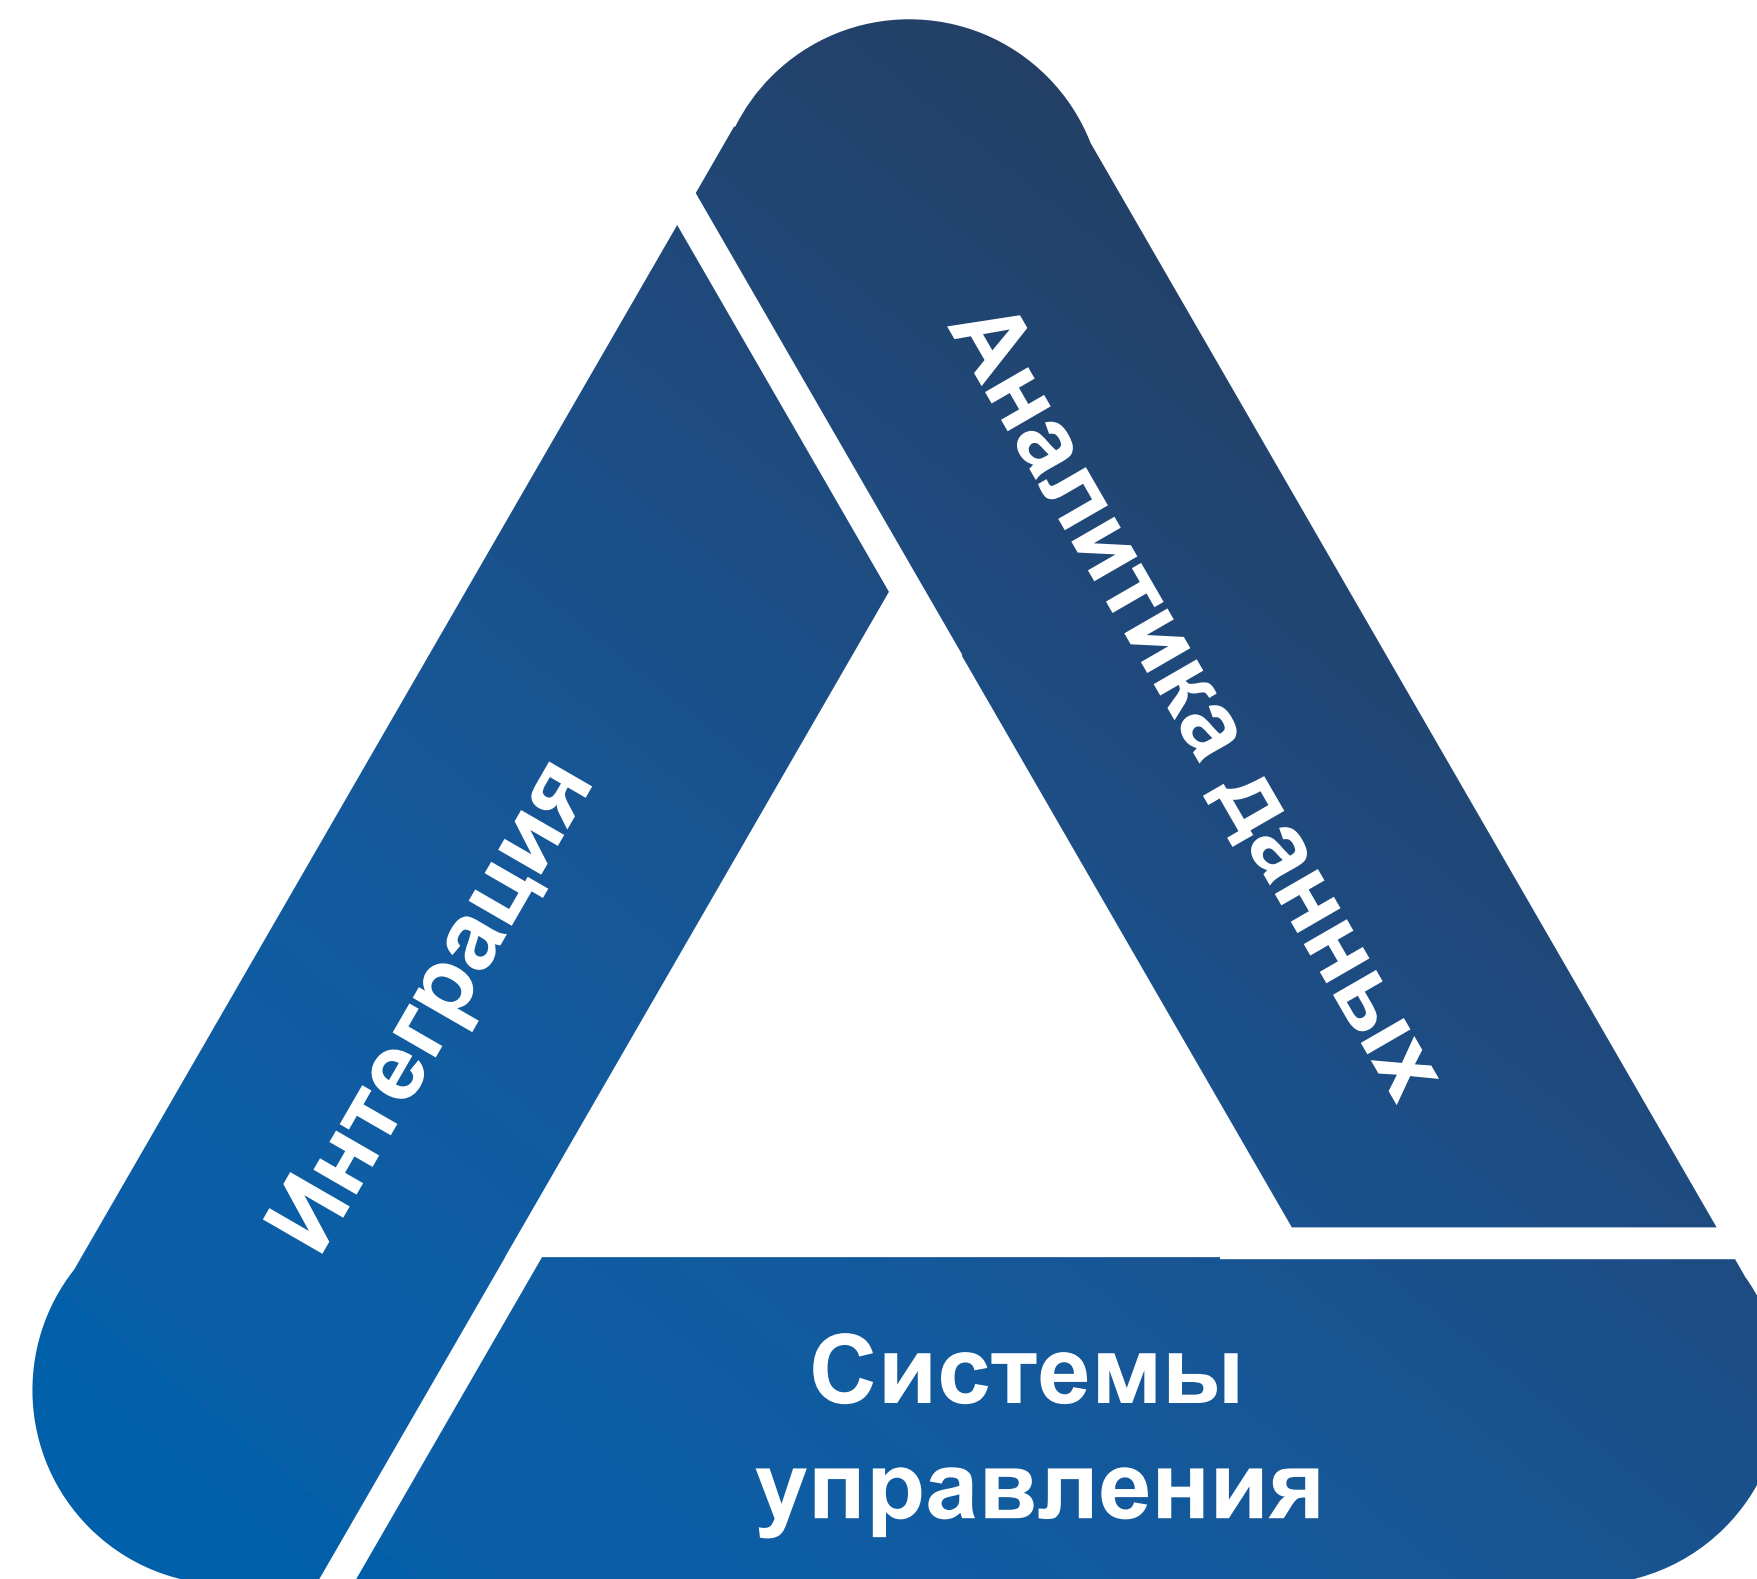 Аналитика данных
Интеграция
Системы
управления